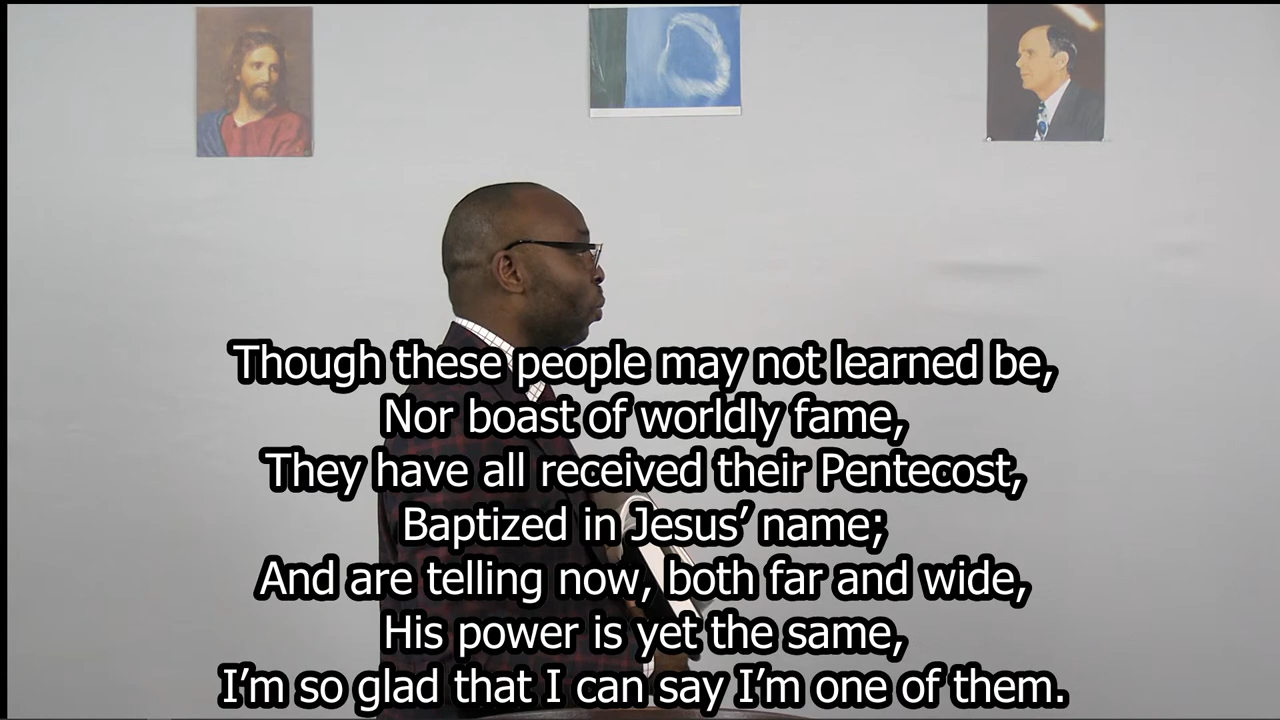 Though these people may not learned be,
Nor boast of worldly fame,
They have all received their Pentecost,
Baptized in Jesus’ name;
And are telling now, both far and wide,
His power is yet the same,
I’m so glad that I can say I’m one of them.